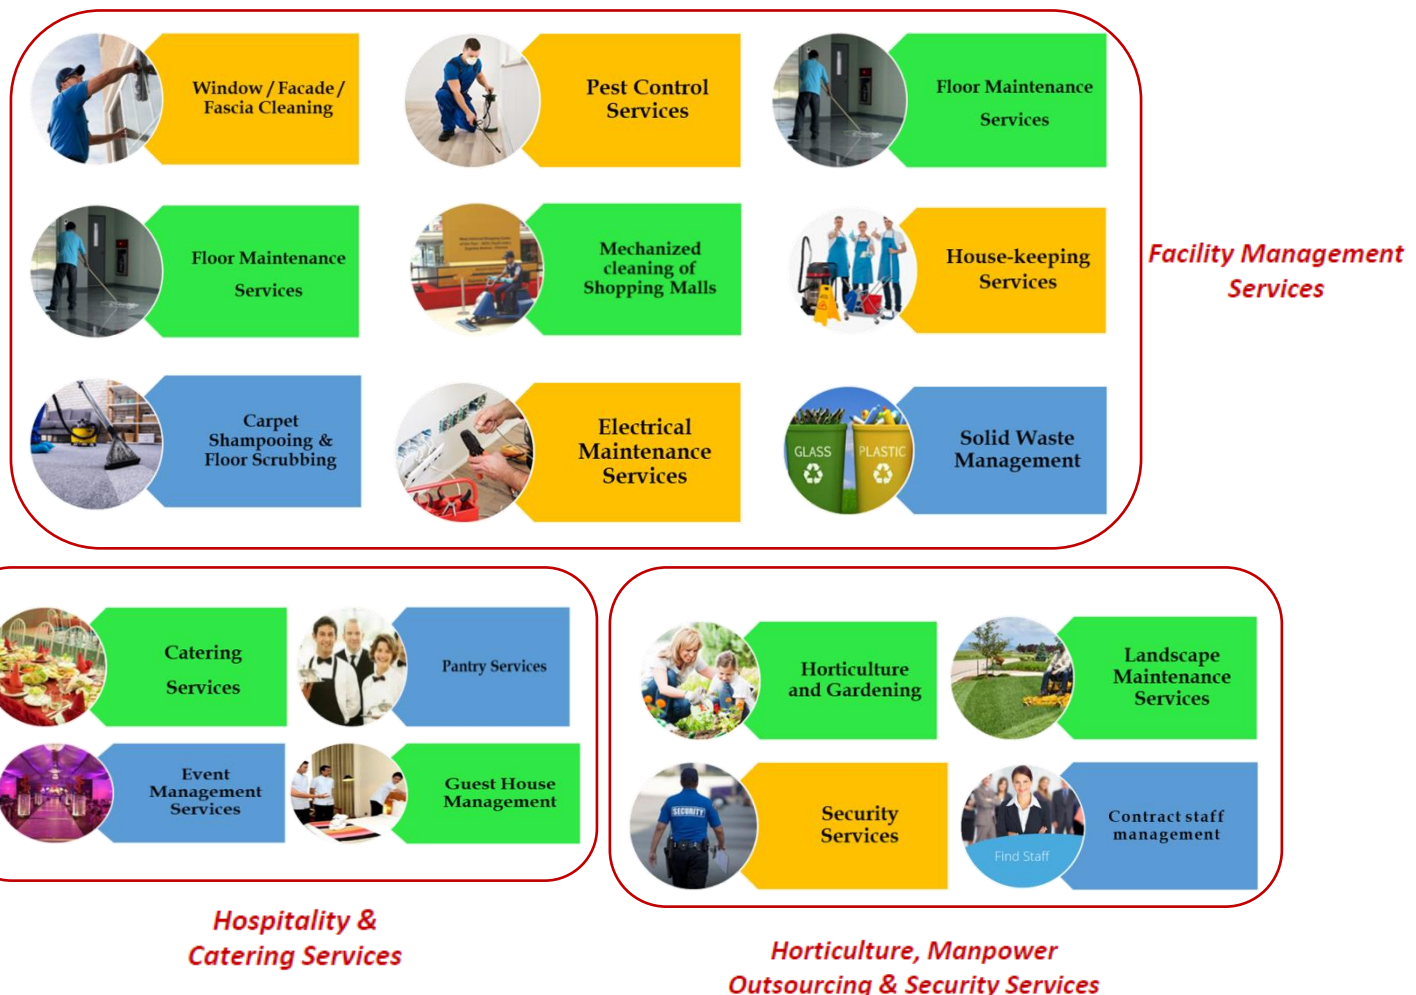 Window / Facade /
Fascia Cleaning
Pest Control
Services
Floor Maintenance
Services
Floor Maintenance
Services
Mechanized
cleaning of
Shopping Malls
House-keeping
Services
Facility Management
Services
Carpet
Shampooing &
Floor Scrubbing
Electrical
Maintenance
Services
GLASS
PLASTIC
Solid Waste
Management
Catering
Services
Pantry Services
Event
Management
Services
Guest House
Management
Hospitality &
Catering Services
Horticulture
and Gardening
Landscape
Maintenance
Services
SECURITY
Security
Services
Find Staff
Contract staff
management
Horticulture, Manpower
Outsourcing & Security Services